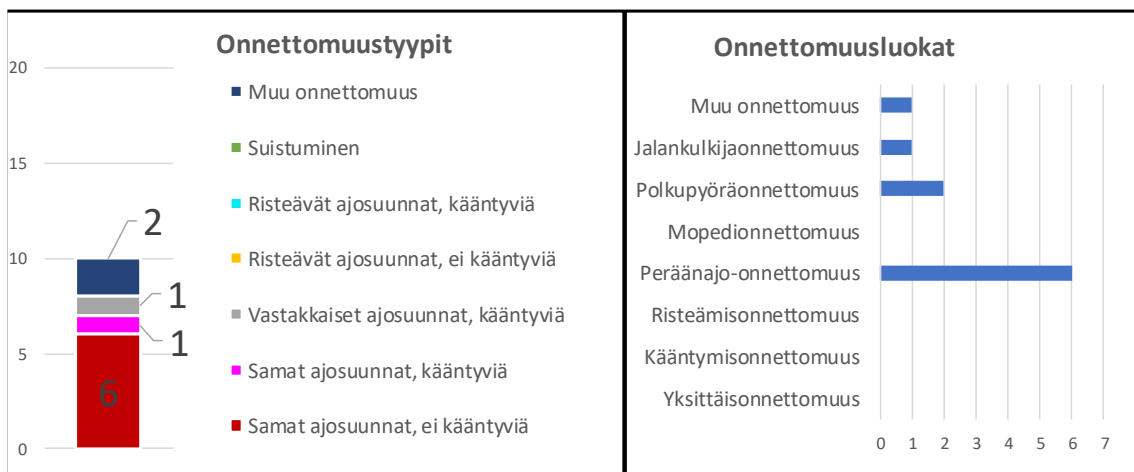 Onnettomuustyypit
20
15
10
5
0
2
1
1
6
Muu onnettomuus
Suistuminen
Risteävät ajosuunnat, kääntyviä
Risteävät ajosuunnat, ei kääntyviä
Vastakkaiset ajosuunnat, kääntyviä
Samat ajosuunnat, kääntyviä
Samat ajosuunnat, ei kääntyviä
Onnettomuusluokat
Muu onnettomuus
Jalankulkijaonnettomuus
Polkupyöräonnettomuus
Mopedionnettomuus
Peräänajo-onnettomuus
Risteämisonnettomuus
Kääntymisonnettomuus
Yksittäisonnettomuus
0 1 2 3 4 5 6 7